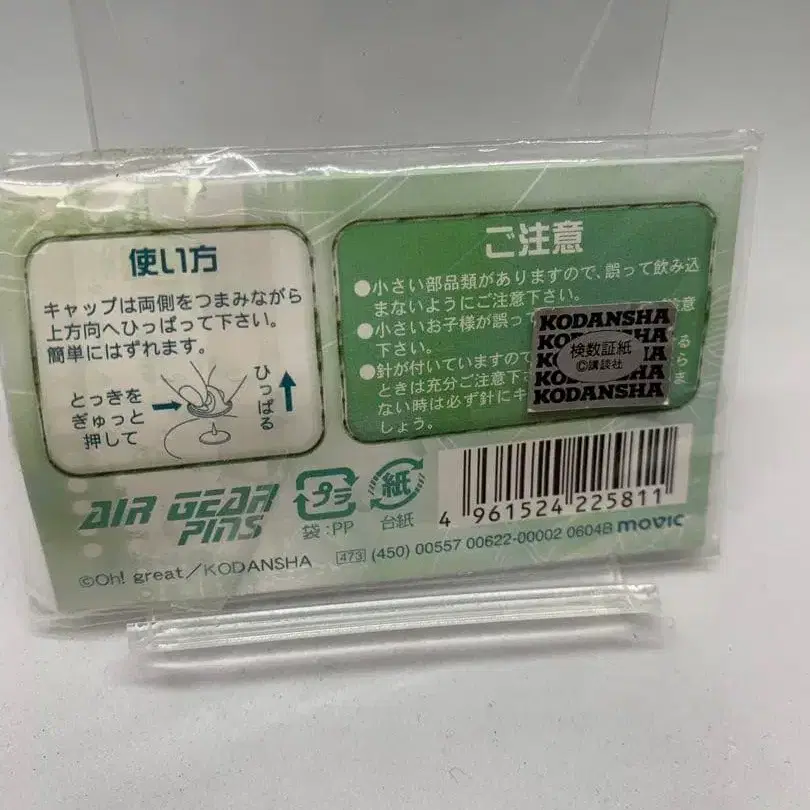 使い方
キャップは両側をつまみながら
上方向へひっぱって下さい。
簡単にはずれます。
とっきを
ぎゅっと
押して
ひっぱる
ご注意
●小さい部品類がありますので、誤って飲み込
まないようにご注意下さい。
●小さいお子様が誤って 注意
下さい。
●針が付いていますので る
ときは充分ご注意下さ ら
ない時は必ず針にキ ま
しょう。
KODANSHA
検数証紙
©講談社
KODANSHA
AIR GEAR
PINS
プラ
袋:PP
紙
台紙
4 961524 225811
©Oh! great/KODANSHA
473 (450) 00557 00622-00002 0604B movic